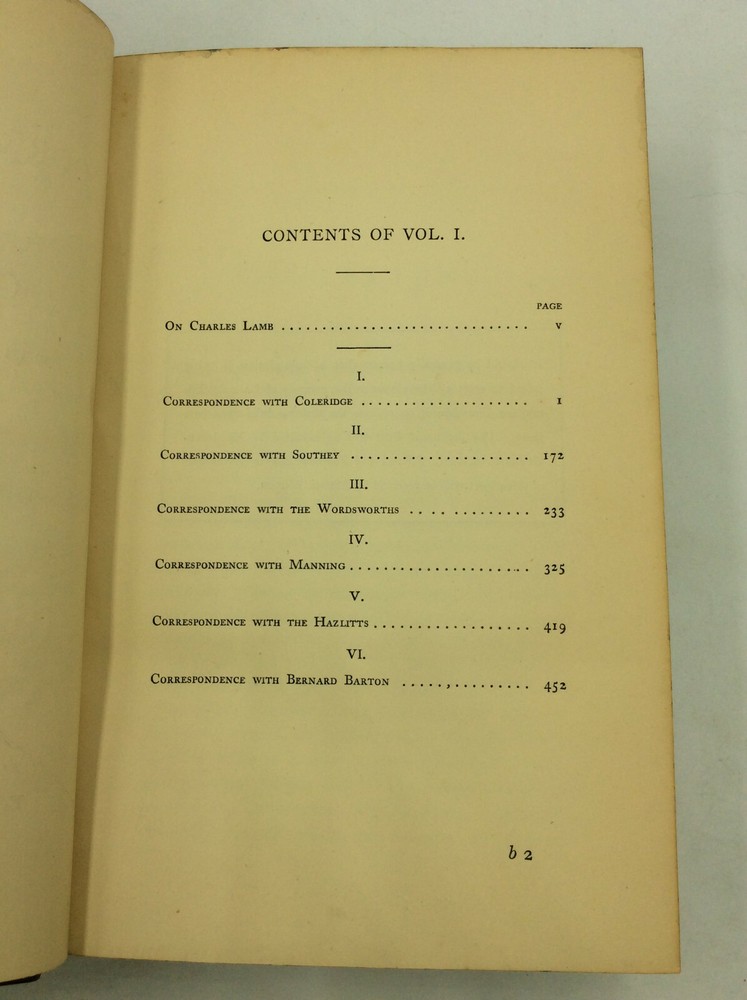 CONTENTS OF VOL. I.
PAGE
On Charles Lamb .............................. v
I.
Correspondence with Coleridge .................... 1
II.
Correspondence with Southey ..................... 172
III.
Correspondence with the Wordsworths .............. 233
IV.
Correspondence with Manning ..................... 325
V.
Correspondence with the Hazlitts .................. 419
VI.
Correspondence with Bernard Barton ............... 452
b 2